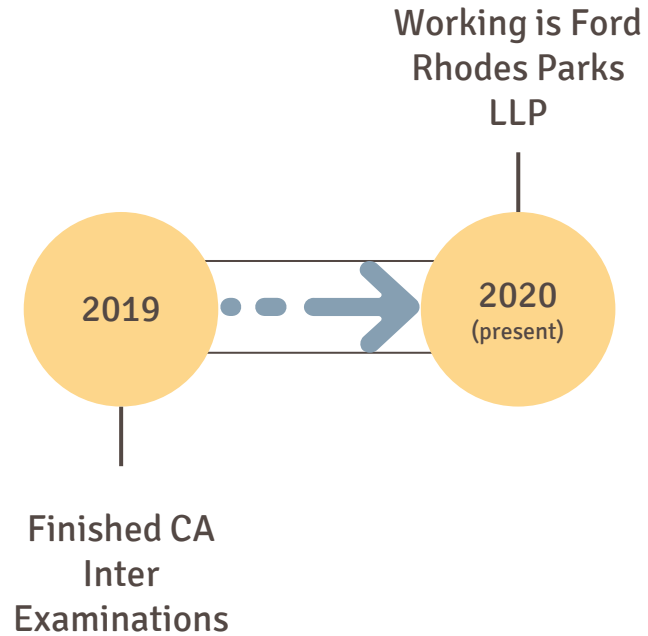 Working is Ford
Rhodes Parks
LLP
2019
2020
(present)
Finished CA
Inter
Examinations